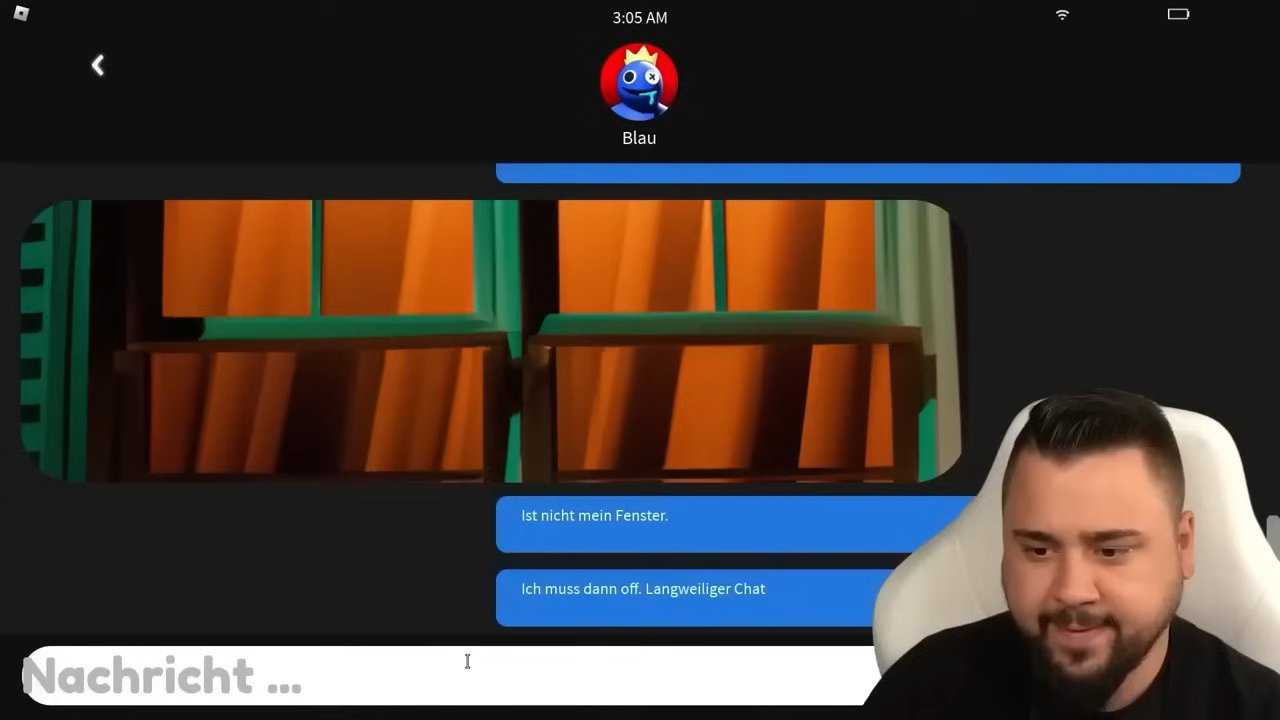 3:05 AM
Blau
Ist nicht mein Fenster.
Ich muss dann off. Langweiliger Chat
Nachricht ...